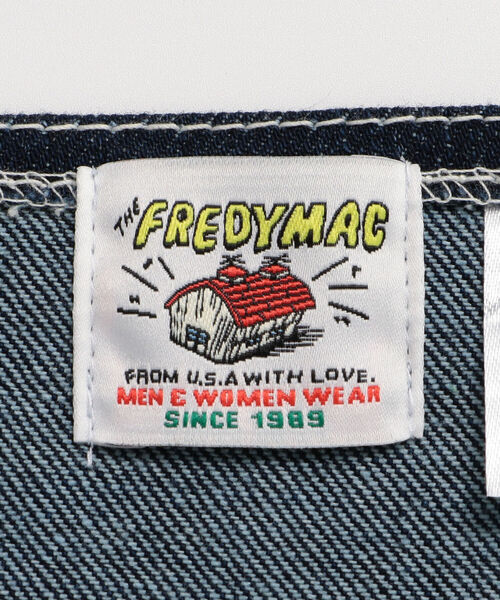 THE
FREDYMAC
FROM U.S.A WITH LOVE.
MEN & WOMEN WEAR
SINCE 1989